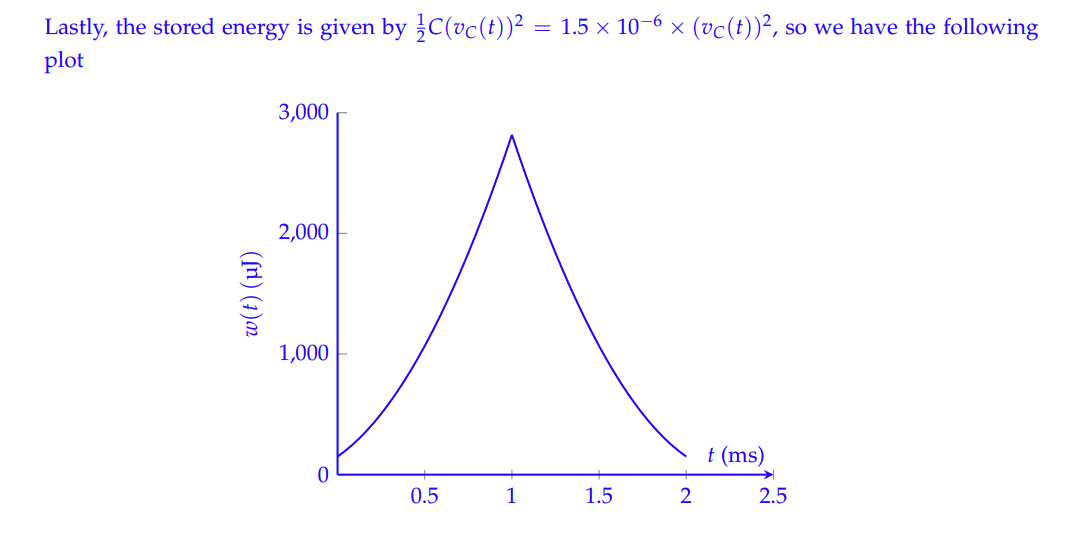 Lastly, the stored energy is given by ½C(v_C(t))² = 1.5 × 10⁻⁶ × (v_C(t))², so we have the following
plot
3,000
2,000
w(t) (µJ)
1,000
t (ms)
0
0.5 1 1.5 2 2.5